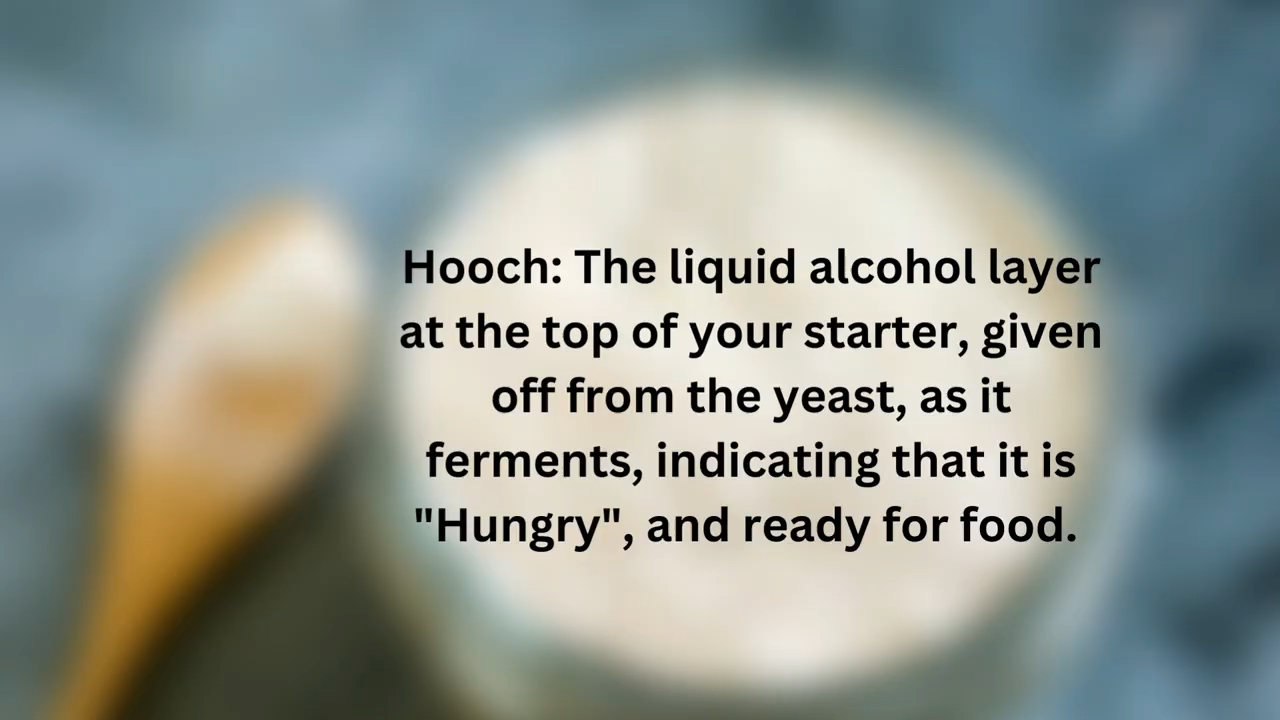 Hooch: The liquid alcohol layer
at the top of your starter, given
off from the yeast, as it
ferments, indicating that it is
"Hungry", and ready for food.